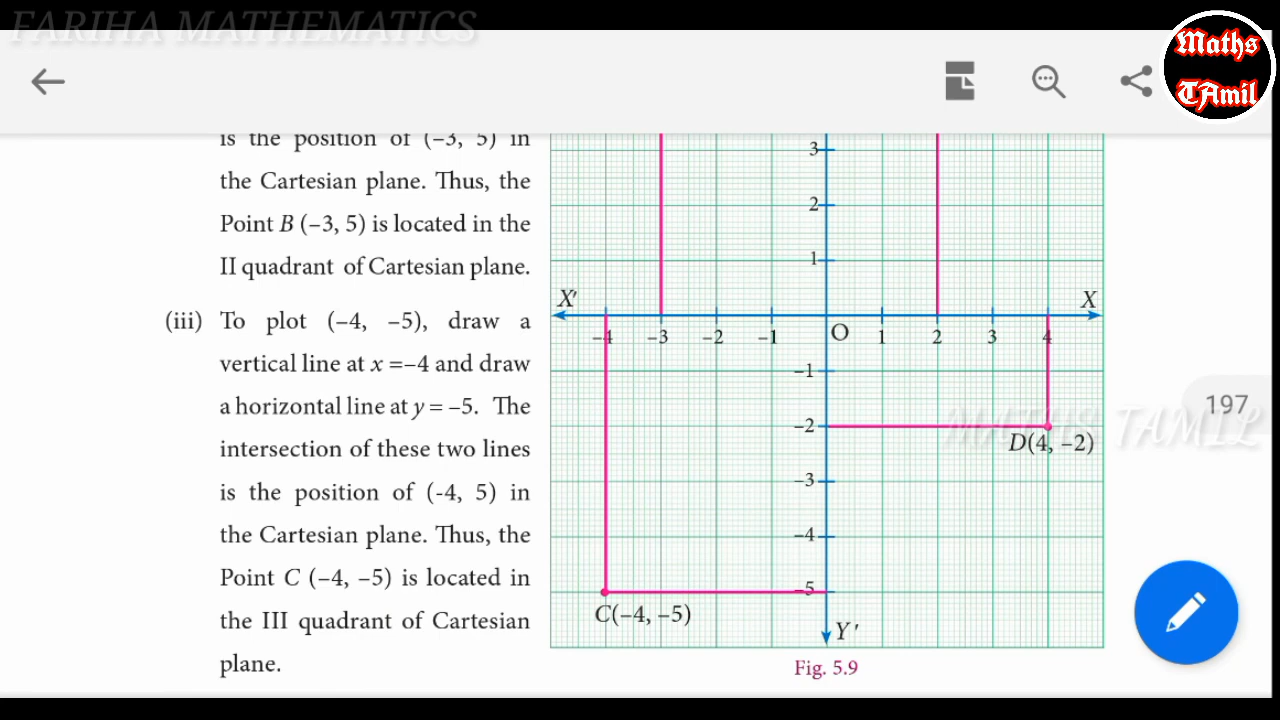 FARIHA MATHEMATICS
Maths
TAmil
is the position of (–3, 5) in
the Cartesian plane. Thus, the
Point B (–3, 5) is located in the
II quadrant of Cartesian plane.
(iii) To plot (–4, –5), draw a
vertical line at x =–4 and draw
a horizontal line at y = –5. The
intersection of these two lines
is the position of (-4, 5) in
the Cartesian plane. Thus, the
Point C (–4, –5) is located in
the III quadrant of Cartesian
plane.
3
2
1
X′ X
–4 –3 –2 –1 O 1 2 3 4
–1
–2
D(4, –2)
–3
–4
–5
C(–4, –5)
Y′
Fig. 5.9
197
MATHS TAMIL